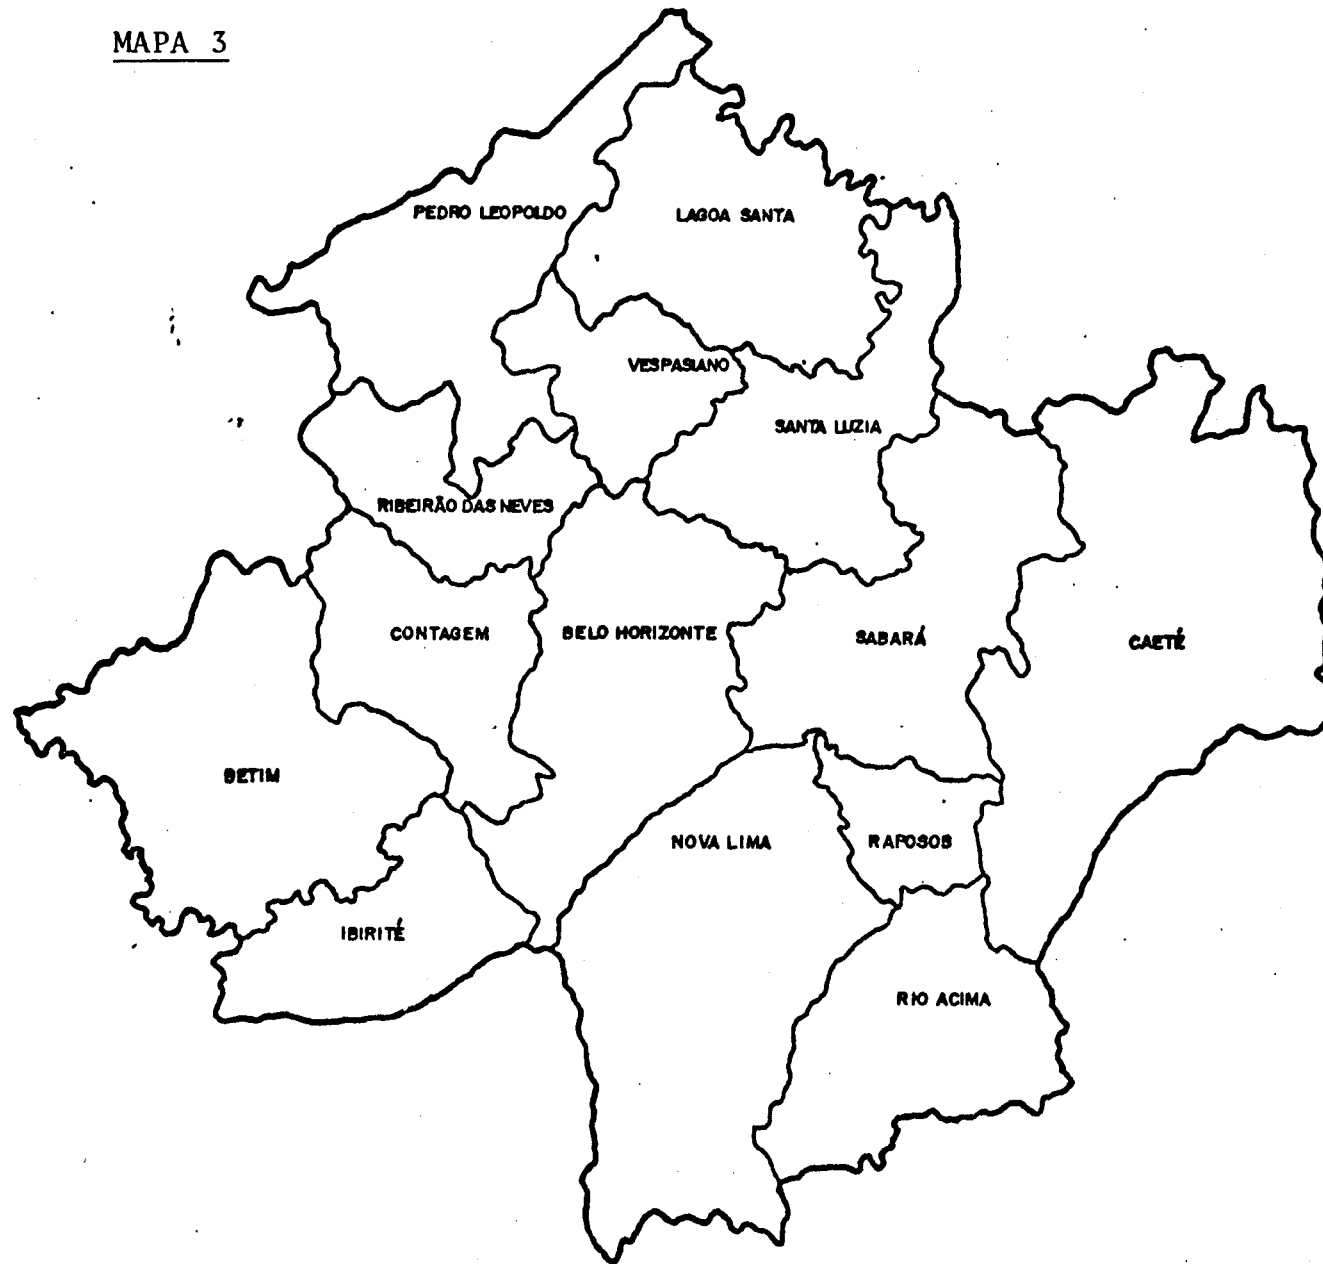 MAPA 3
PEDRO LEOPOLDO
LAGOA SANTA
VESPASIANO
SANTA LUZIA
RIBEIRÃO DAS NEVES
CONTAGEM
BELO HORIZONTE
SABARÁ
CAETÉ
BETIM
NOVA LIMA
RAPOSOS
IBIRITÉ
RIO ACIMA